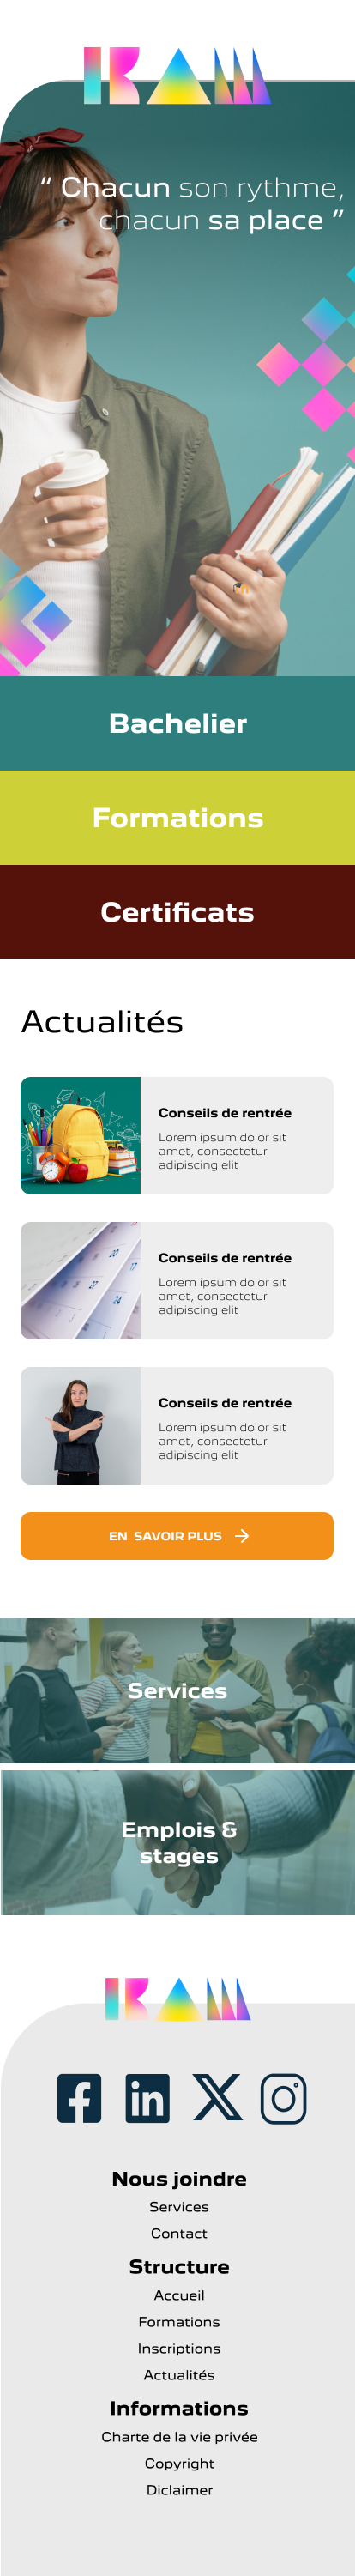 IRAM
“ Chacun son rythme,
chacun sa place ”
Bachelier
Formations
Certificats
Actualités
Conseils de rentrée
Lorem ipsum dolor sit
amet, consectetur
adipiscing elit
Conseils de rentrée
Lorem ipsum dolor sit
amet, consectetur
adipiscing elit
Conseils de rentrée
Lorem ipsum dolor sit
amet, consectetur
adipiscing elit
EN SAVOIR PLUS
Services
Emplois &
stages
IRAM
Nous joindre
Services
Contact
Structure
Accueil
Formations
Inscriptions
Actualités
Informations
Charte de la vie privée
Copyright
Diclaimer